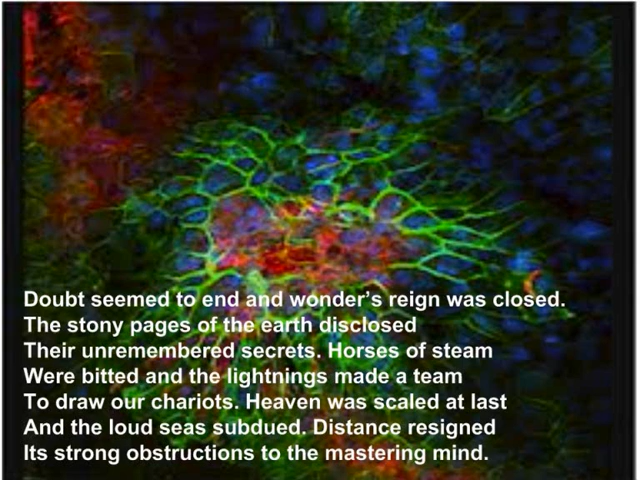 Doubt seemed to end and wonder’s reign was closed.
The stony pages of the earth disclosed
Their unremembered secrets. Horses of steam
Were bitted and the lightnings made a team
To draw our chariots. Heaven was scaled at last
And the loud seas subdued. Distance resigned
Its strong obstructions to the mastering mind.